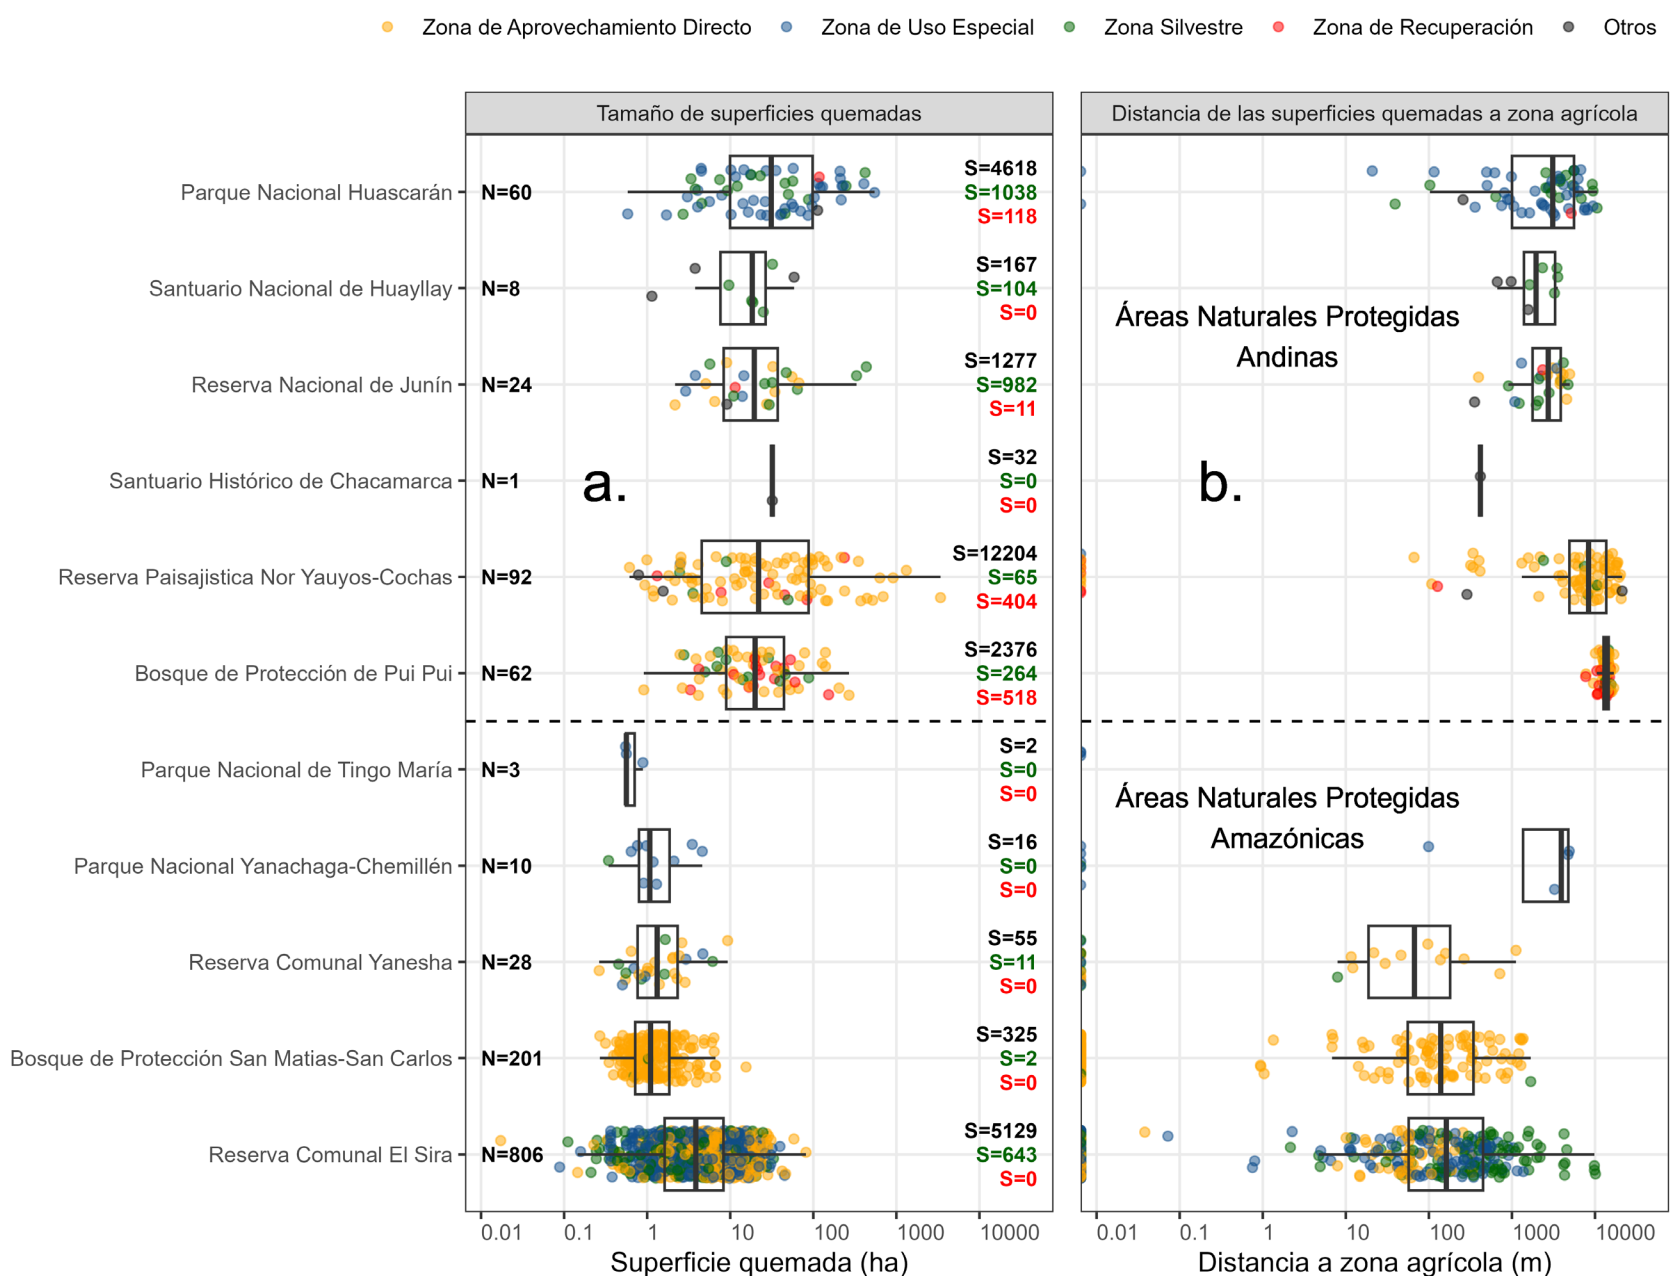 Zona de Aprovechamiento Directo Zona de Uso Especial Zona Silvestre Zona de Recuperación Otros
Tamaño de superficies quemadas
Distancia de las superficies quemadas a zona agrícola
Parque Nacional Huascarán
N=60
S=4618
S=1038
S=118
Santuario Nacional de Huayllay
N=8
S=167
S=104
S=0
Áreas Naturales Protegidas
Andinas
Reserva Nacional de Junín
N=24
S=1277
S=982
S=11
Santuario Histórico de Chacamarca
N=1
a.
S=32
S=0
S=0
b.
Reserva Paisajistica Nor Yauyos-Cochas
N=92
S=12204
S=65
S=404
Bosque de Protección de Pui Pui
N=62
S=2376
S=264
S=518
Parque Nacional de Tingo María
N=3
S=2
S=0
S=0
Áreas Naturales Protegidas
Amazónicas
Parque Nacional Yanachaga-Chemillén
N=10
S=16
S=0
S=0
Reserva Comunal Yanesha
N=28
S=55
S=11
S=0
Bosque de Protección San Matias-San Carlos
N=201
S=325
S=2
S=0
Reserva Comunal El Sira
N=806
S=5129
S=643
S=0
0.01 0.1 1 10 100 1000 10000
Superficie quemada (ha)
0.01 0.1 1 10 100 1000 10000
Distancia a zona agrícola (m)